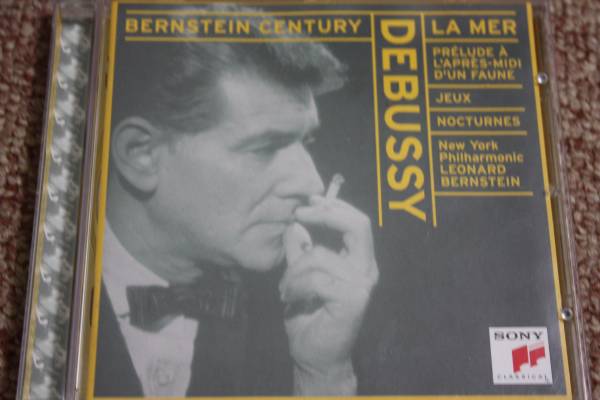 BERNSTEIN CENTURY
DEBUSSY
LA MER
PRÉLUDE À
L'APRÈS-MIDI
D'UN FAUNE
JEUX
NOCTURNES
New York
Philharmonic
LEONARD
BERNSTEIN
SONY
CLASSICAL